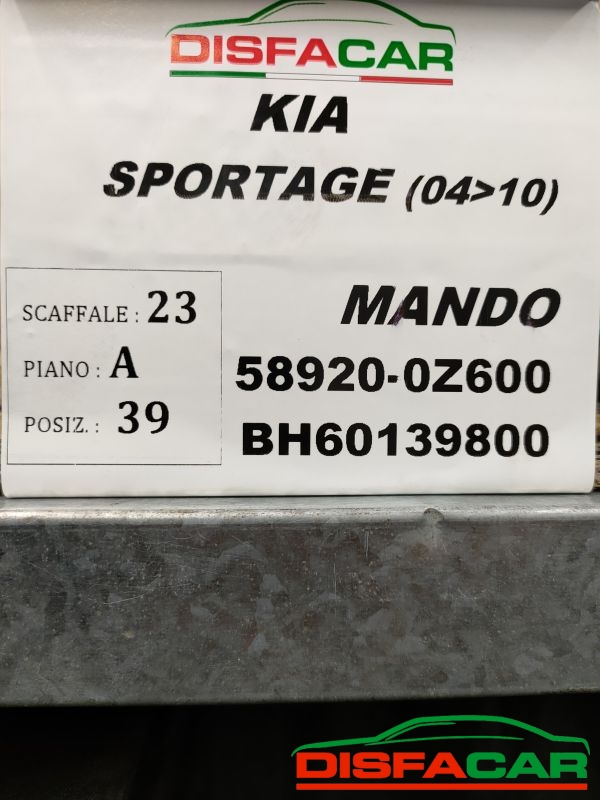 DISFACAR
KIA
SPORTAGE (04>10)
SCAFFALE : 23
PIANO : A
POSIZ. : 39
MANDO
58920-0Z600
BH60139800
DISFACAR